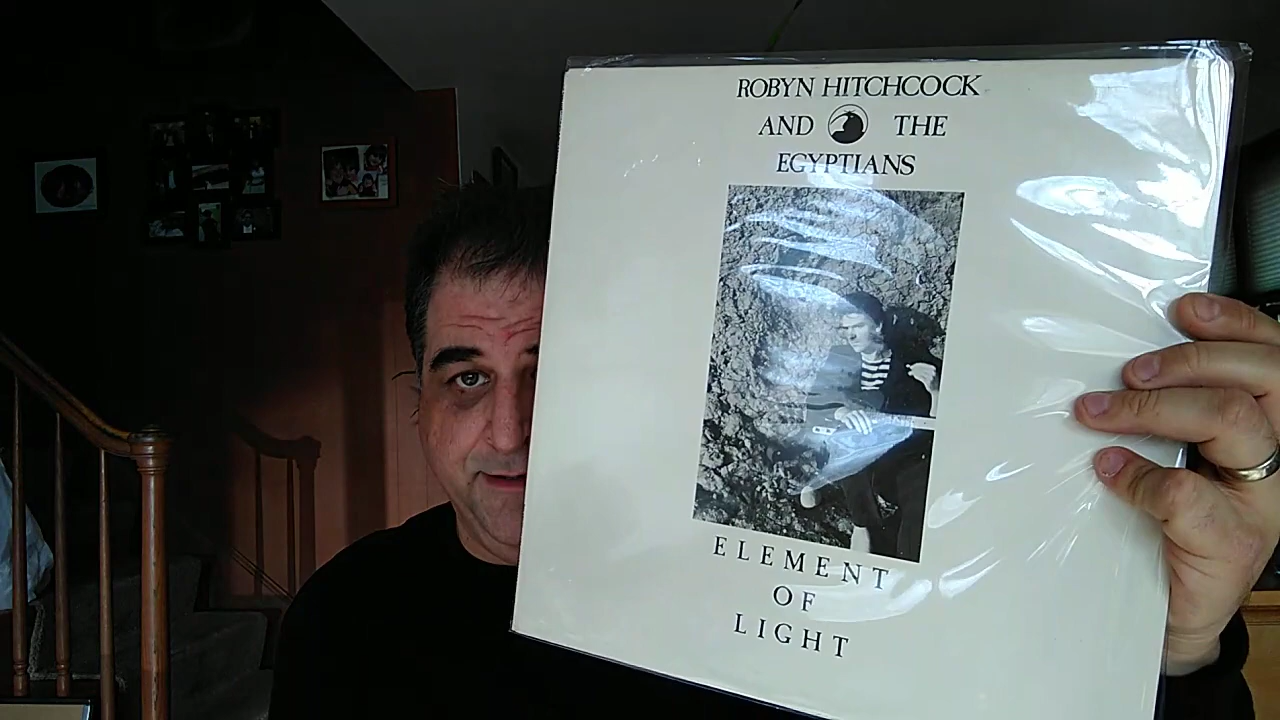 ROBYN HITCHCOCK
AND THE
EGYPTIANS
ELEMENT
OF
LIGHT